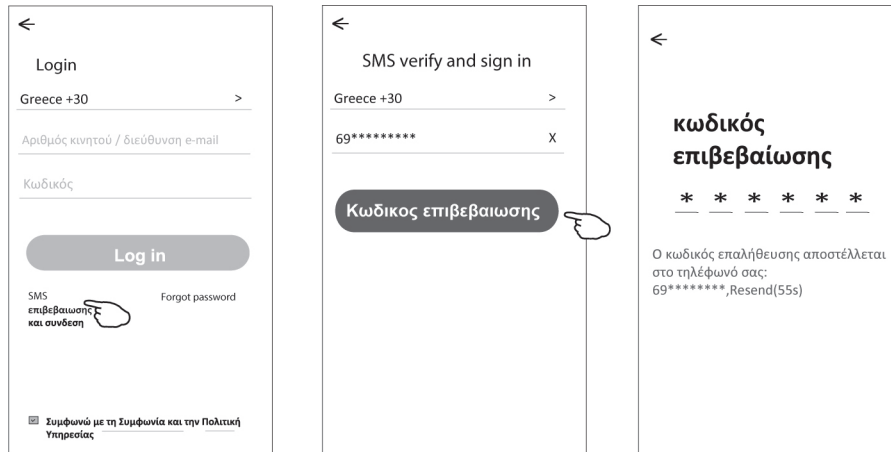 Login
Greece +30 >
Αριθμός κινητού / διεύθυνση e-mail
Κωδικός
Log in
SMS
επιβεβαιωσης
και συνδεση
Forgot password
Συμφωνώ με τη Συμφωνία και την Πολιτική
Υπηρεσίας
SMS verify and sign in
Greece +30 >
69********* X
Κωδικος επιβεβαιωσης
κωδικός
επιβεβαίωσης
* * * * * *
Ο κωδικός επαλήθευσης αποστέλλεται
στο τηλέφωνό σας:
69********,Resend(55s)